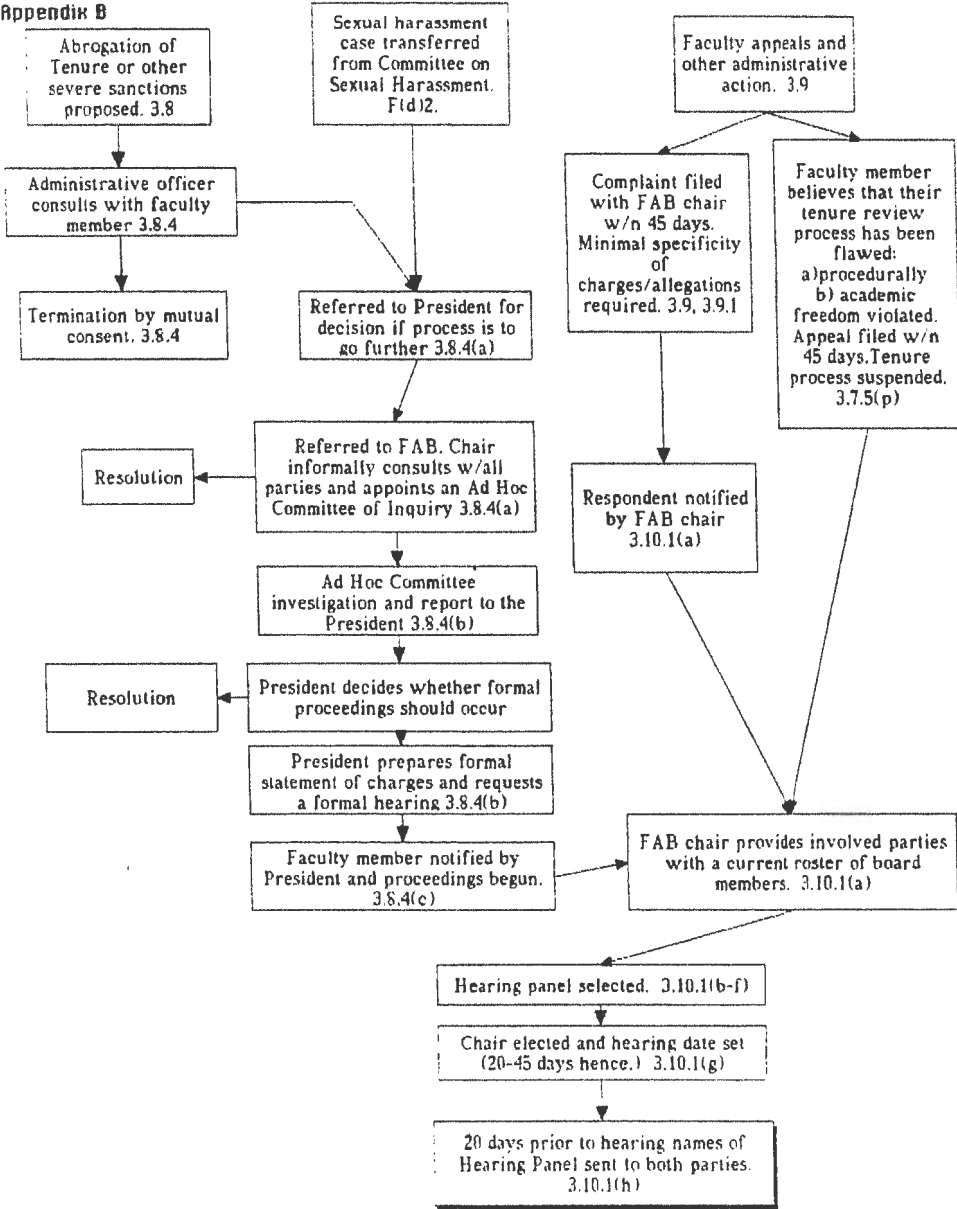 Appendix B
Abrogation of
Tenure or other
severe sanctions
proposed. 3.8
Sexual harassment
case transferred
from Committee on
Sexual Harassment.
F(d)2.
Faculty appeals and
other administrative
action. 3.9
Administrative officer
consults with faculty
member 3.8.4
Complaint filed
with FAB chair
w/n 45 days.
Minimal specificity
of
charges/allegations
required. 3.9, 3.9.1
Faculty member
believes that their
tenure review
process has been
flawed:
a)procedurally
b) academic
freedom violated.
Appeal filed w/n
45 days.Tenure
process suspended.
3.7.5(p)
Termination by mutual
consent. 3.8.4
Referred to President for
decision if process is to
go further 3.8.4(a)
Resolution
Referred to FAB. Chair
informally consults w/all
parties and appoints an Ad Hoc
Committee of Inquiry 3.8.4(a)
Respondent notified
by FAB chair
3.10.1(a)
Ad Hoc Committee
investigation and report to the
President 3.8.4(b)
Resolution
President decides whether formal
proceedings should occur
President prepares formal
statement of charges and requests
a formal hearing 3.8.4(b)
Faculty member notified by
President and proceedings begun.
3.8.4(c)
FAB chair provides involved parties
with a current roster of board
members. 3.10.1(a)
Hearing panel selected. 3.10.1(b-f)
Chair elected and hearing date set
(20-45 days hence.) 3.10.1(g)
20 days prior to hearing names of
Hearing Panel sent to both parties.
3.10.1(h)